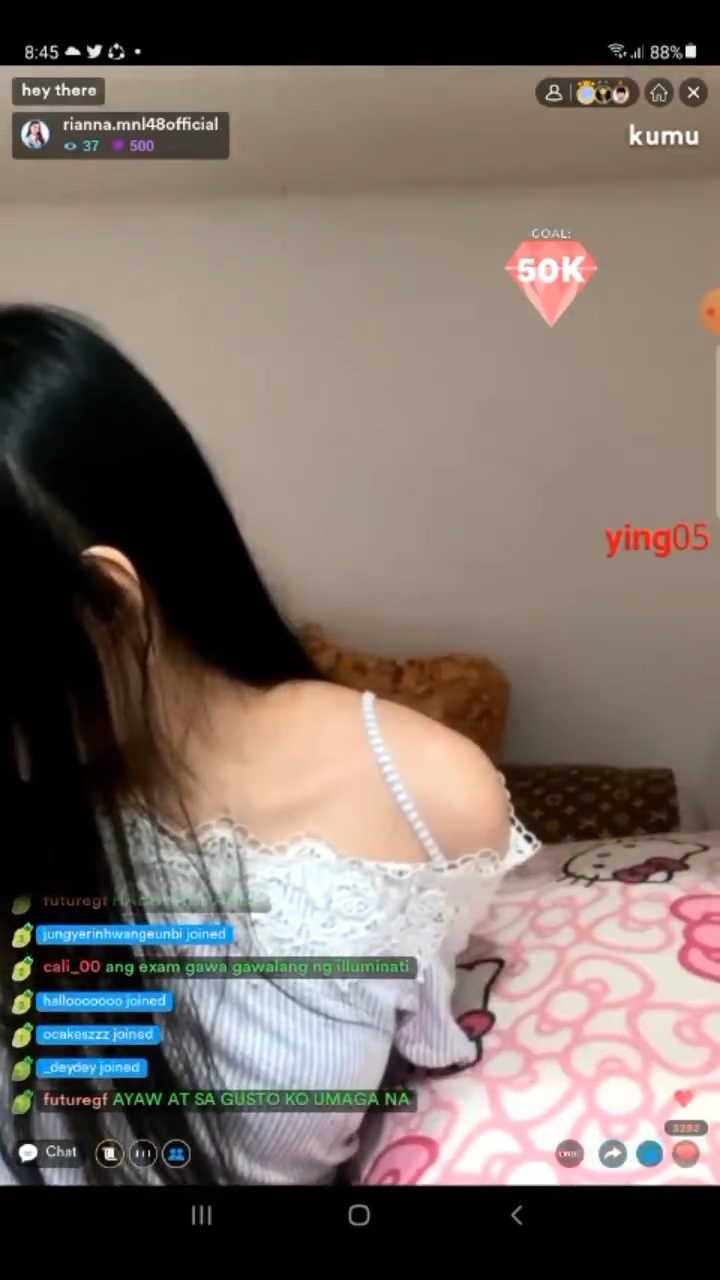 8:45
88%
hey there
rianna.mnl48official
37 500
kumu
GOAL:
50K
ying05
futuregf
jungyerinhwangeunbi joined
cali_00 ang exam gawa gawalang ng illuminati
hallooooooo joined
ocakeszzz joined
_deydey joined
futuregf AYAW AT SA GUSTO KO UMAGA NA
Chat